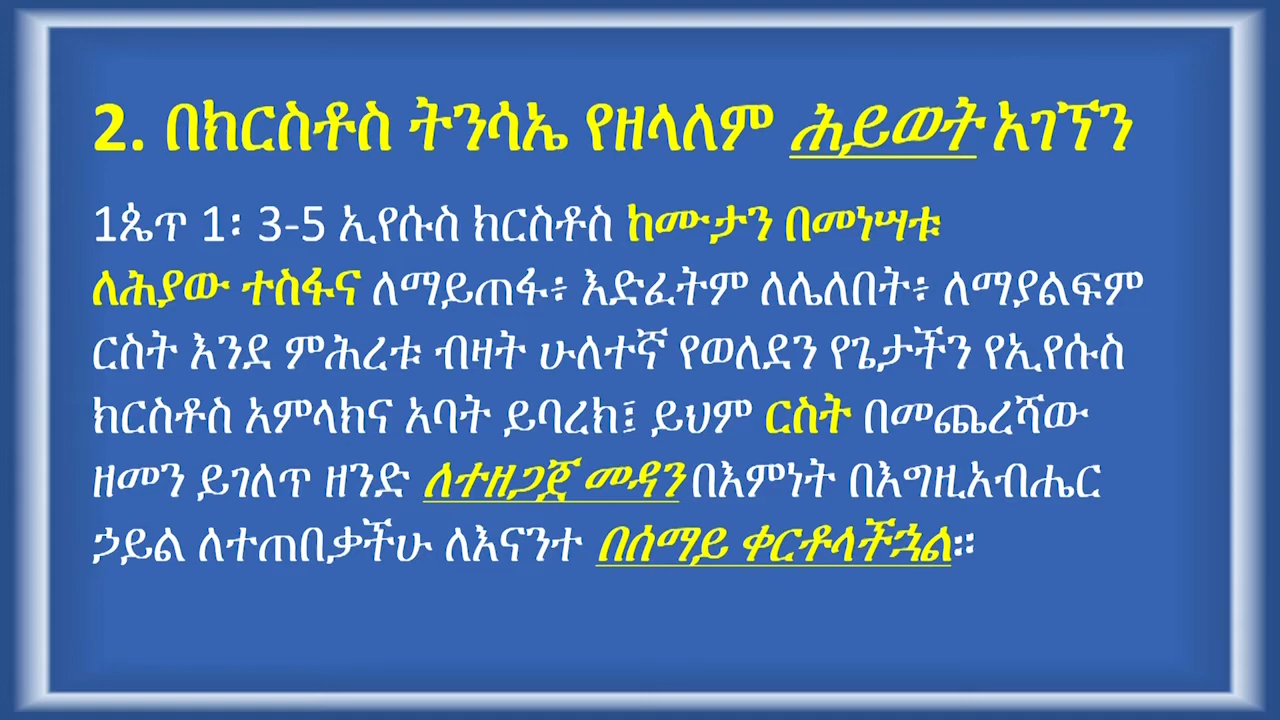 2. በክርስቶስ ትንሳኤ የዘላለም ሕይወት አገኘን
1ጴጥ 1፡ 3-5 ኢየሱስ ክርስቶስ ከሙታን በመነሣቱ
ለሕያው ተስፋና ለማይጠፋ፥ እድፈትም ለሌለበት፥ ለማያልፍም
ርስት እንደ ምሕረቱ ብዛት ሁለተኛ የወለደን የጌታችን የኢየሱስ
ክርስቶስ አምላክና አባት ይባረክ፤ ይህም ርስት በመጨረሻው
ዘመን ይገለጥ ዘንድ ለተዘጋጀ መዳን በእምነት በእግዚአብሔር
ኃይል ለተጠበቃችሁ ለእናንተ በሰማይ ቀርቶላችኋል።